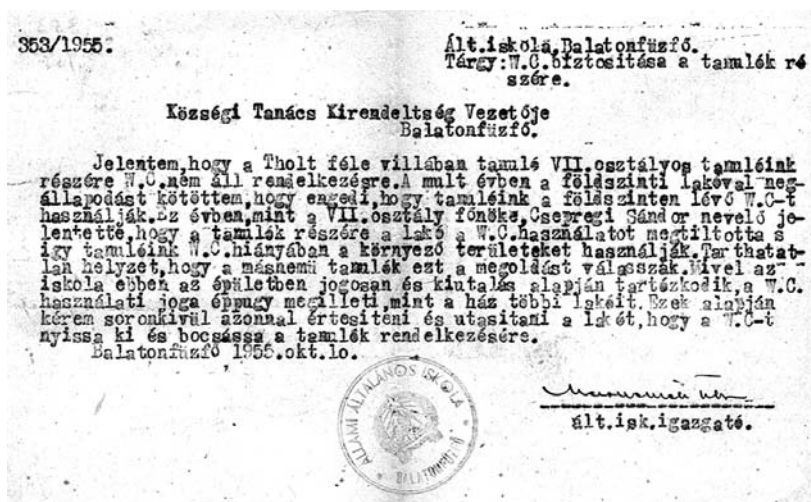 353/1955.
Ált.iskola,Balatonfüzfő.
Tárgy:W.C.biztosítása a tanulók ré
szére.
Községi Tanács Kirendeltség Vezetője
Balatonfüzfő.
Jelentem,hogy a Tholt féle villában tanuló VII.osztályos tanulóink
részére W.C.nem áll rendelkezésre.A mult évben a földszinti lakóval meg-
állapodást kötöttem,hogy engedi,hogy tanulóink a földszinten lévő W.C-t
használják.Ez évben,mint a VII.osztály főnöke,Csepregi Sándor nevelő je-
lentette,hogy a tanulók részére a lakó a W.C.használatot megtiltotta s
igy tanulóink W.C.hiányában a környező területeket használják.Tarthatat-
lan helyzet,hogy a másnemü tanulók ezt a megoldást válasszák.Mivel az
iskola ebben az épületben jogosan és kiutalás alapján tartózkodik,a W.C.
használati joga éppugy megilleti,mint a ház többi lakóit.Ezek alapján
kérem soronkivül azonnal értesiteni és utasitani a lakót,hogy a W.C-t
nyissa ki és bocsássa a tanulók rendelkezésére.
Balatonfüzfő 1955.okt.10.
ÁLLAMI ÁLTALÁNOS ISKOLA
ált.isk.igazgató.